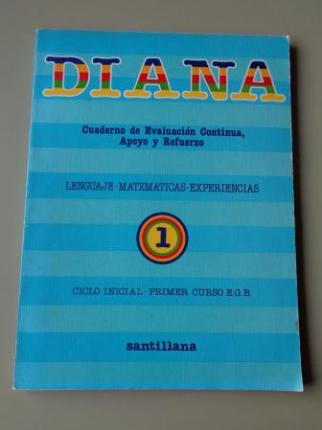 DIANA
Cuaderno de Evaluación Continua,
Apoyo y Refuerzo
LENGUAJE·MATEMATICAS·EXPERIENCIAS
1
CICLO INICIAL·PRIMER CURSO E.G.B.
santillana